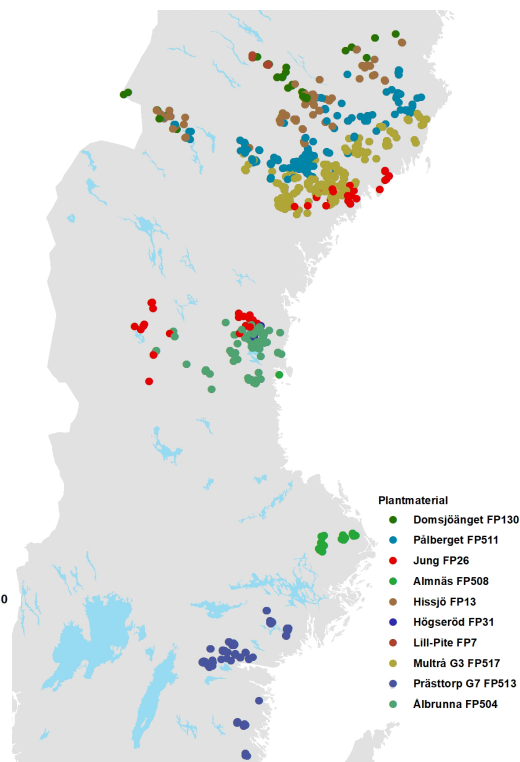 Plantmaterial
Domsjöänget FP130
Pålberget FP511
Jung FP26
Almnäs FP508
Hissjö FP13
0
Högseröd FP31
Lill-Pite FP7
Multrå G3 FP517
Prästtorp G7 FP513
Ålbrunna FP504